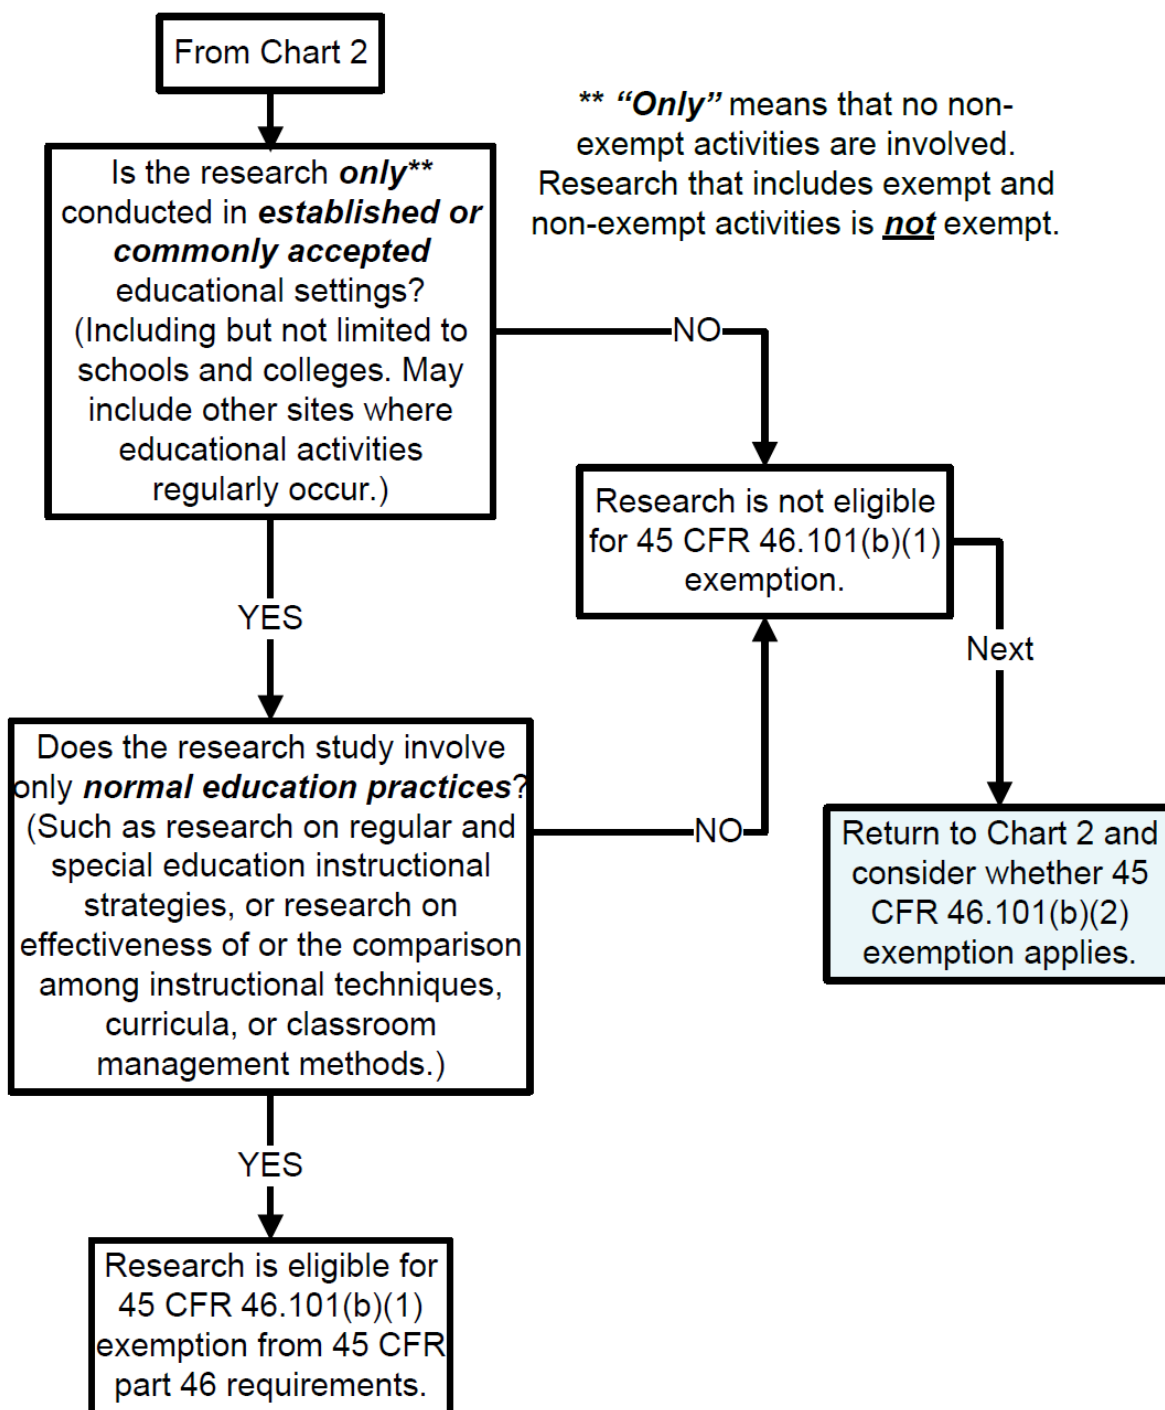 From Chart 2
** “Only” means that no non-
exempt activities are involved.
Research that includes exempt and
non-exempt activities is not exempt.
Is the research only**
conducted in established or
commonly accepted
educational settings?
(Including but not limited to
schools and colleges. May
include other sites where
educational activities
regularly occur.)
NO
Research is not eligible
for 45 CFR 46.101(b)(1)
exemption.
YES
Next
Does the research study involve
only normal education practices?
(Such as research on regular and
special education instructional
strategies, or research on
effectiveness of or the comparison
among instructional techniques,
curricula, or classroom
management methods.)
NO
Return to Chart 2 and
consider whether 45
CFR 46.101(b)(2)
exemption applies.
YES
Research is eligible for
45 CFR 46.101(b)(1)
exemption from 45 CFR
part 46 requirements.